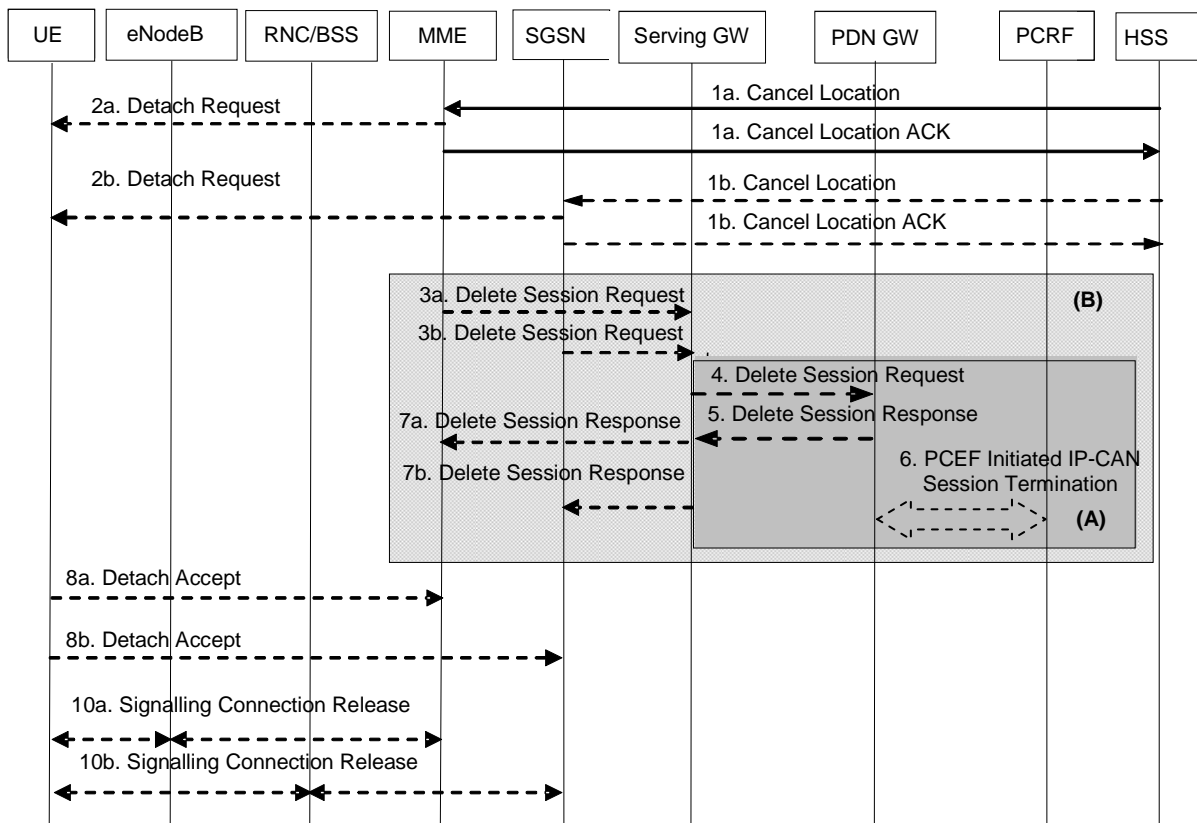 UE
eNodeB
RNC/BSS
MME
SGSN
Serving GW
PDN GW
PCRF
HSS
2a. Detach Request
1a. Cancel Location
1a. Cancel Location ACK
2b. Detach Request
1b. Cancel Location
1b. Cancel Location ACK
3a. Delete Session Request
(B)
3b. Delete Session Request
4. Delete Session Request
7a. Delete Session Response
5. Delete Session Response
6. PCEF Initiated IP-CAN
Session Termination
7b. Delete Session Response
(A)
8a. Detach Accept
8b. Detach Accept
10a. Signalling Connection Release
10b. Signalling Connection Release